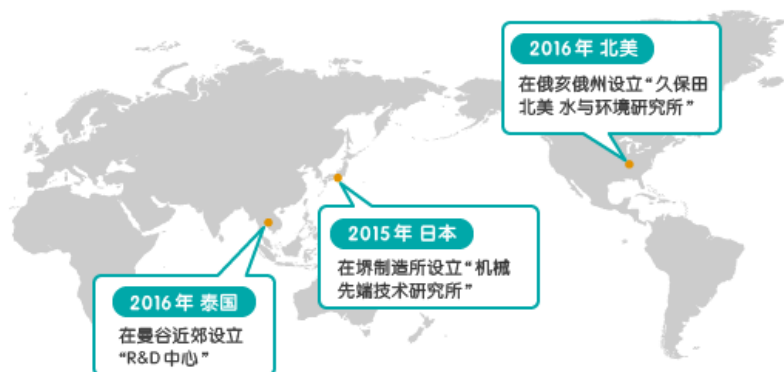 2016年 北美
在俄亥俄州设立“久保田
北美 水与环境研究所”
2015年 日本
在堺制造所设立“机械
先端技术研究所”
2016年 泰国
在曼谷近郊设立
“R&D中心”